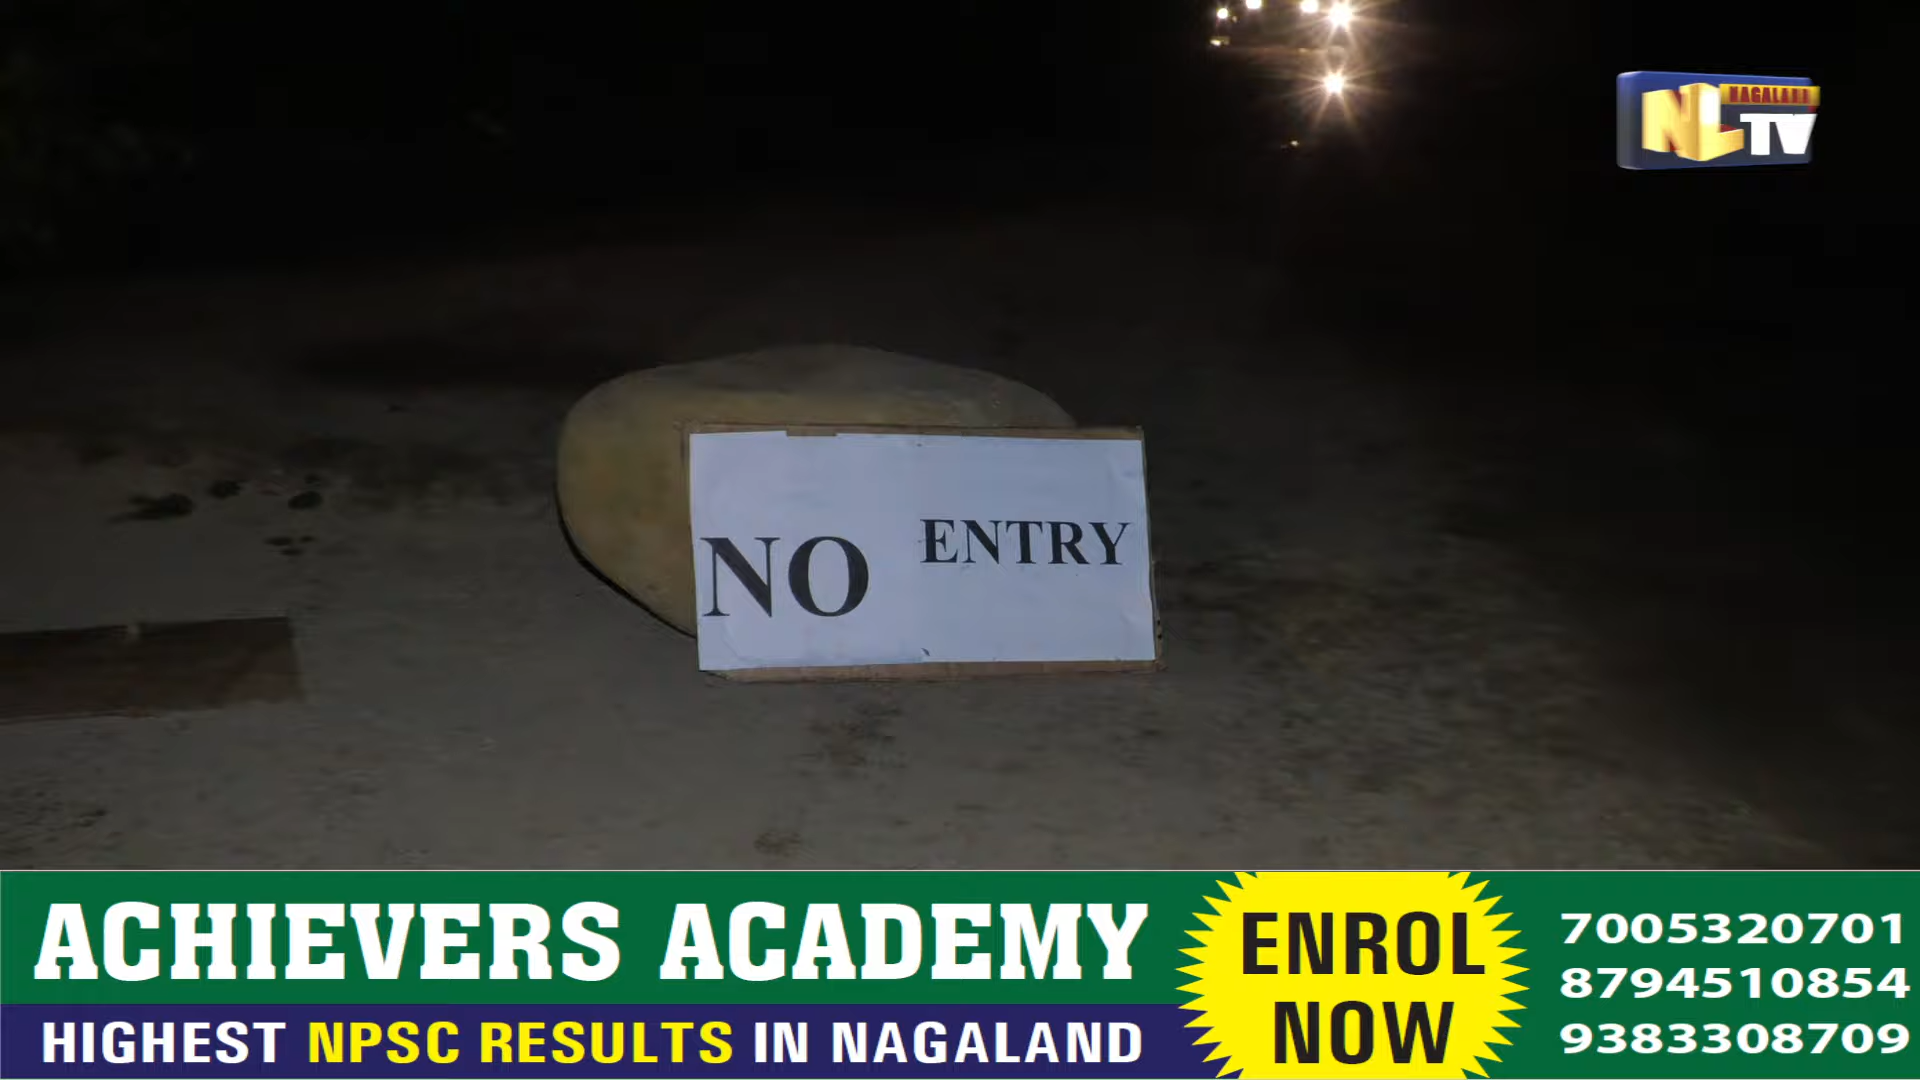 NAGALAND
NL TV
NO ENTRY
ACHIEVERS ACADEMY
HIGHEST NPSC RESULTS IN NAGALAND
ENROL
NOW
7005320701
8794510854
9383308709